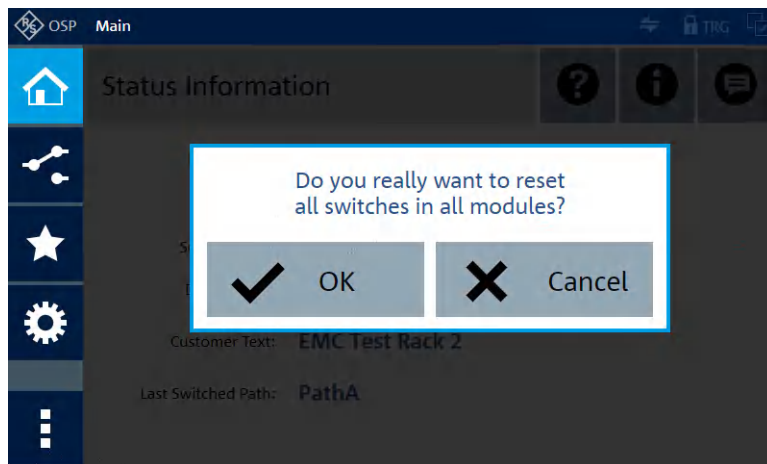 R&S OSP Main TRG
Status Information
Do you really want to reset
all switches in all modules?
OK Cancel
Customer Text: EMC Test Rack 2
Last Switched Path: PathA